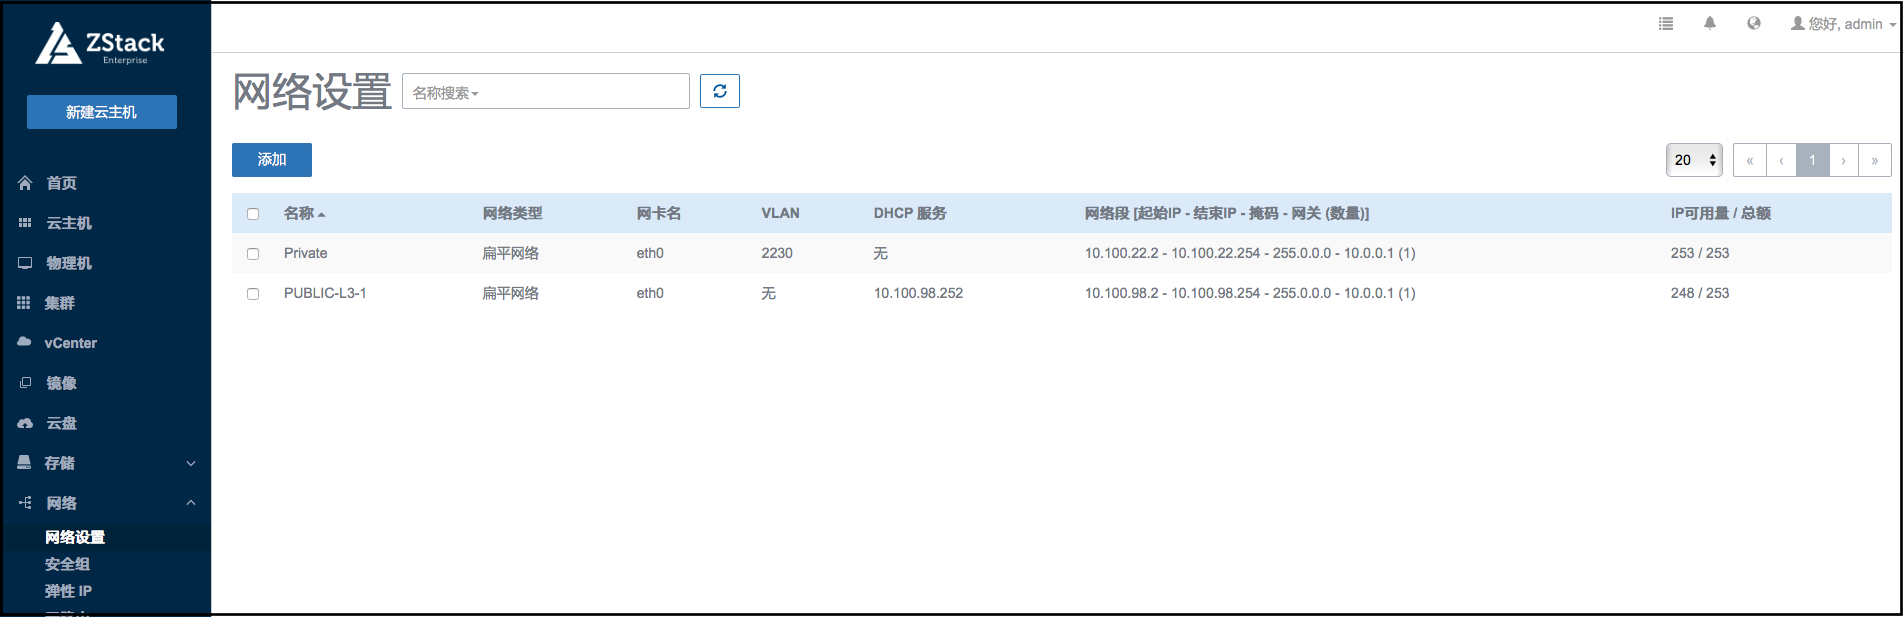 ZStack
Enterprise
新建云主机
首页
云主机
物理机
集群
vCenter
镜像
云盘
存储
网络
网络设置
安全组
弹性 IP
您好, admin
网络设置
名称搜索
添加
20
« ‹ 1 › »
名称 网络类型 网卡名 VLAN DHCP 服务 网络段 [起始IP - 结束IP - 掩码 - 网关 (数量)] IP可用量 / 总额
Private 扁平网络 eth0 2230 无 10.100.22.2 - 10.100.22.254 - 255.0.0.0 - 10.0.0.1 (1) 253 / 253
PUBLIC-L3-1 扁平网络 eth0 无 10.100.98.252 10.100.98.2 - 10.100.98.254 - 255.0.0.0 - 10.0.0.1 (1) 248 / 253